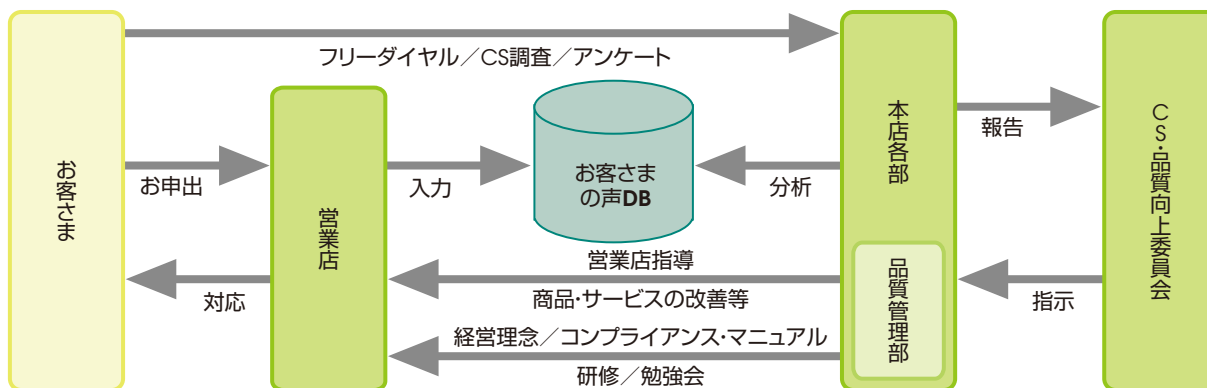 フリーダイヤル／CS調査／アンケート
お客さま
お申出
対応
営業店
入力
お客さま
の声DB
分析
営業店指導
商品・サービスの改善等
経営理念／コンプライアンス・マニュアル
研修／勉強会
本店各部
品質管理部
報告
指示
CS・品質向上委員会